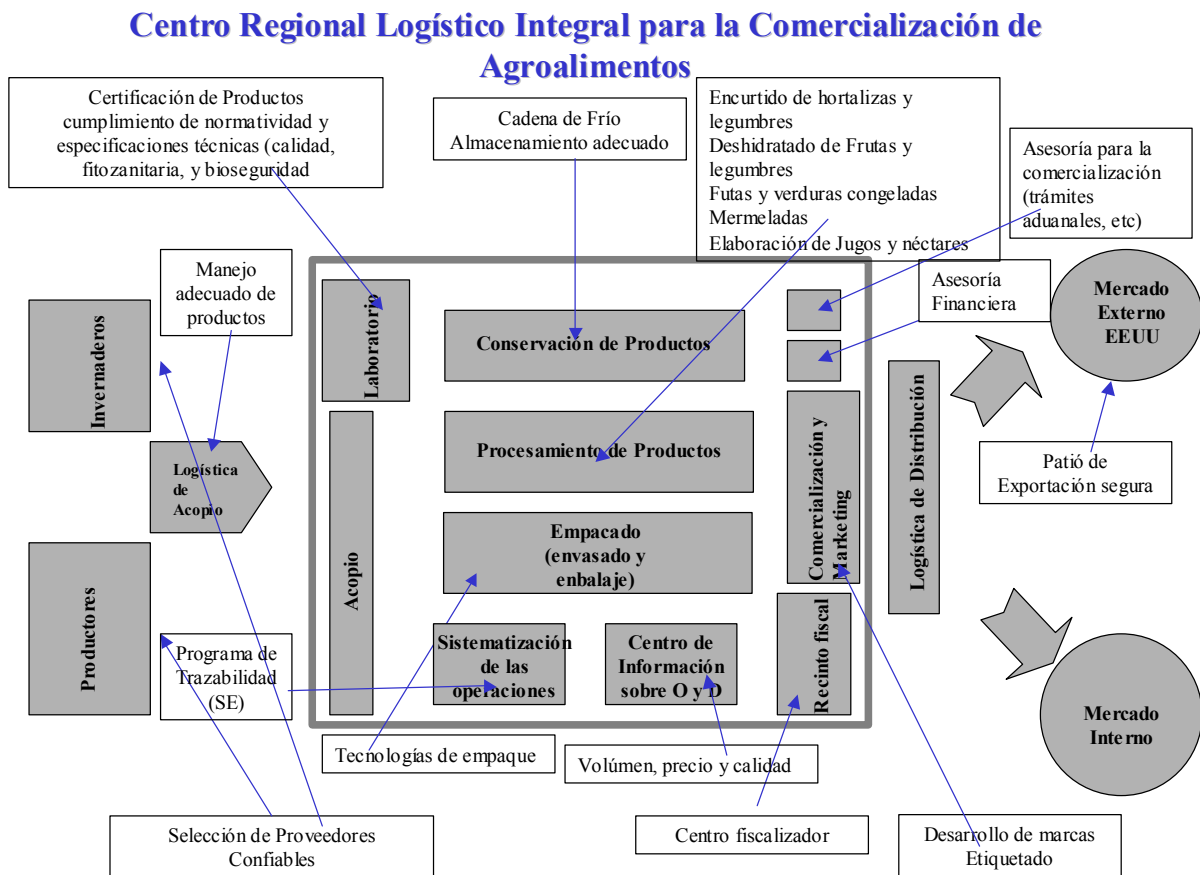 Centro Regional Logístico Integral para la Comercialización de
Agroalimentos
Certificación de Productos
cumplimiento de normatividad y
especificaciones técnicas (calidad,
fitozanitaria, y bioseguridad
Cadena de Frío
Almacenamiento adecuado
Encurtido de hortalizas y
legumbres
Deshidratado de Frutas y
legumbres
Futas y verduras congeladas
Mermeladas
Elaboración de Jugos y néctares
Asesoría para la
comercialización
(trámites
aduanales, etc)
Manejo
adecuado de
productos
Asesoría
Financiera
Mercado
Externo
EEUU
Invernaderos
Laboratorio
Conservación de Productos
Procesamiento de Productos
Logística
de
Acopio
Comercialización y
Marketing
Logística de Distribución
Patió de
Exportación segura
Empacado
(envasado y
enbalaje)
Acopio
Productores
Programa de
Trazabilidad
(SE)
Sistematización
de las
operaciones
Centro de
Información
sobre O y D
Recinto fiscal
Mercado
Interno
Tecnologías de empaque
Volúmen, precio y calidad
Selección de Proveedores
Confiables
Centro fiscalizador
Desarrollo de marcas
Etiquetado